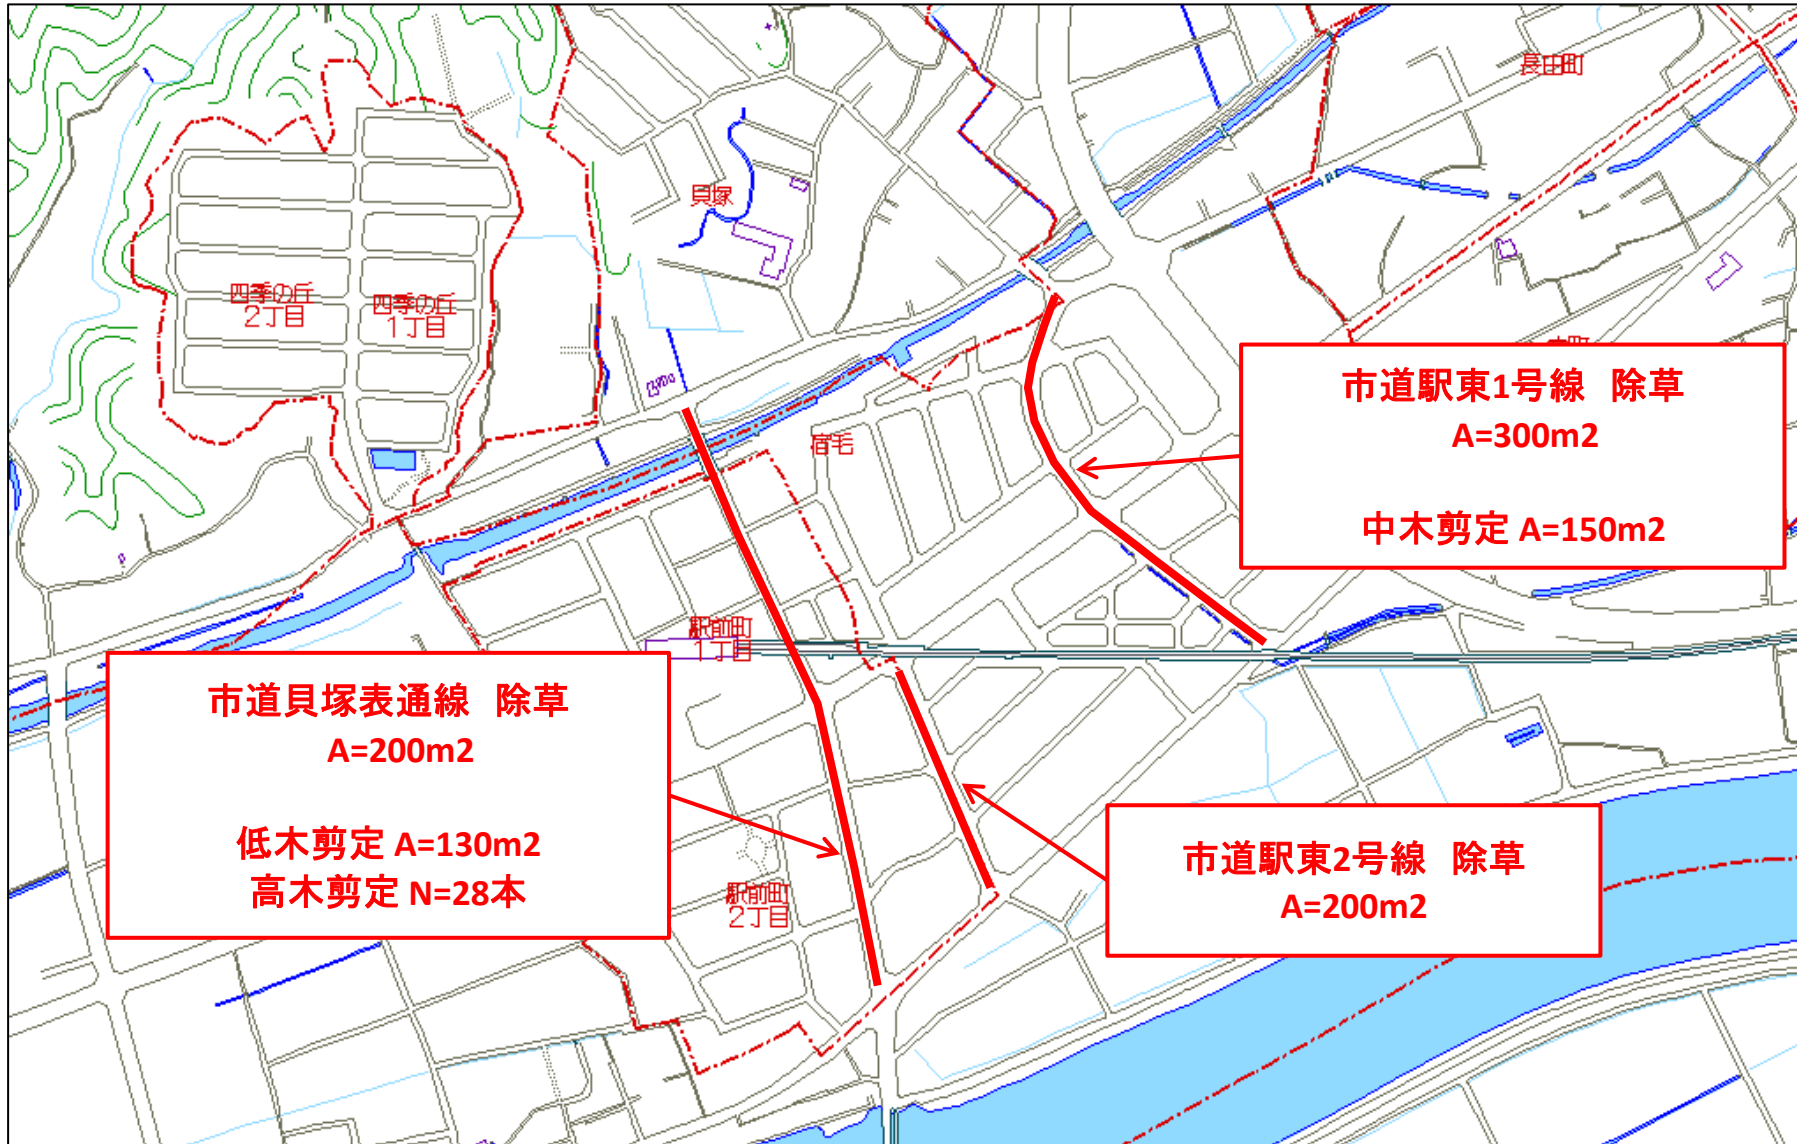 長田町
貝塚
四季の丘
2丁目
四季の丘
1丁目
市道駅東1号線 除草
A=300m2
中木剪定 A=150m2
宿毛
駅前町
1丁目
市道貝塚表通線 除草
A=200m2
低木剪定 A=130m2
高木剪定 N=28本
市道駅東2号線 除草
A=200m2
駅前町
2丁目